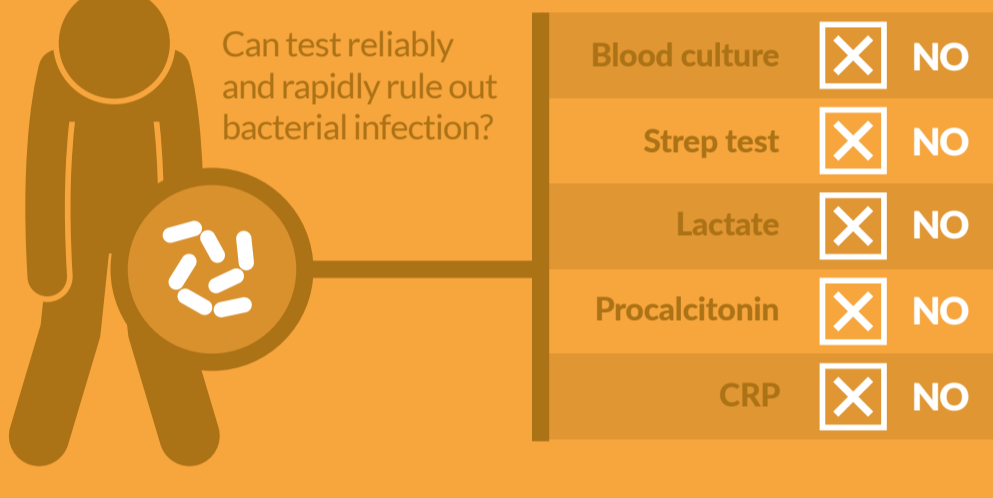 Can test reliably
and rapidly rule out
bacterial infection?
Blood culture NO
Strep test NO
Lactate NO
Procalcitonin NO
CRP NO